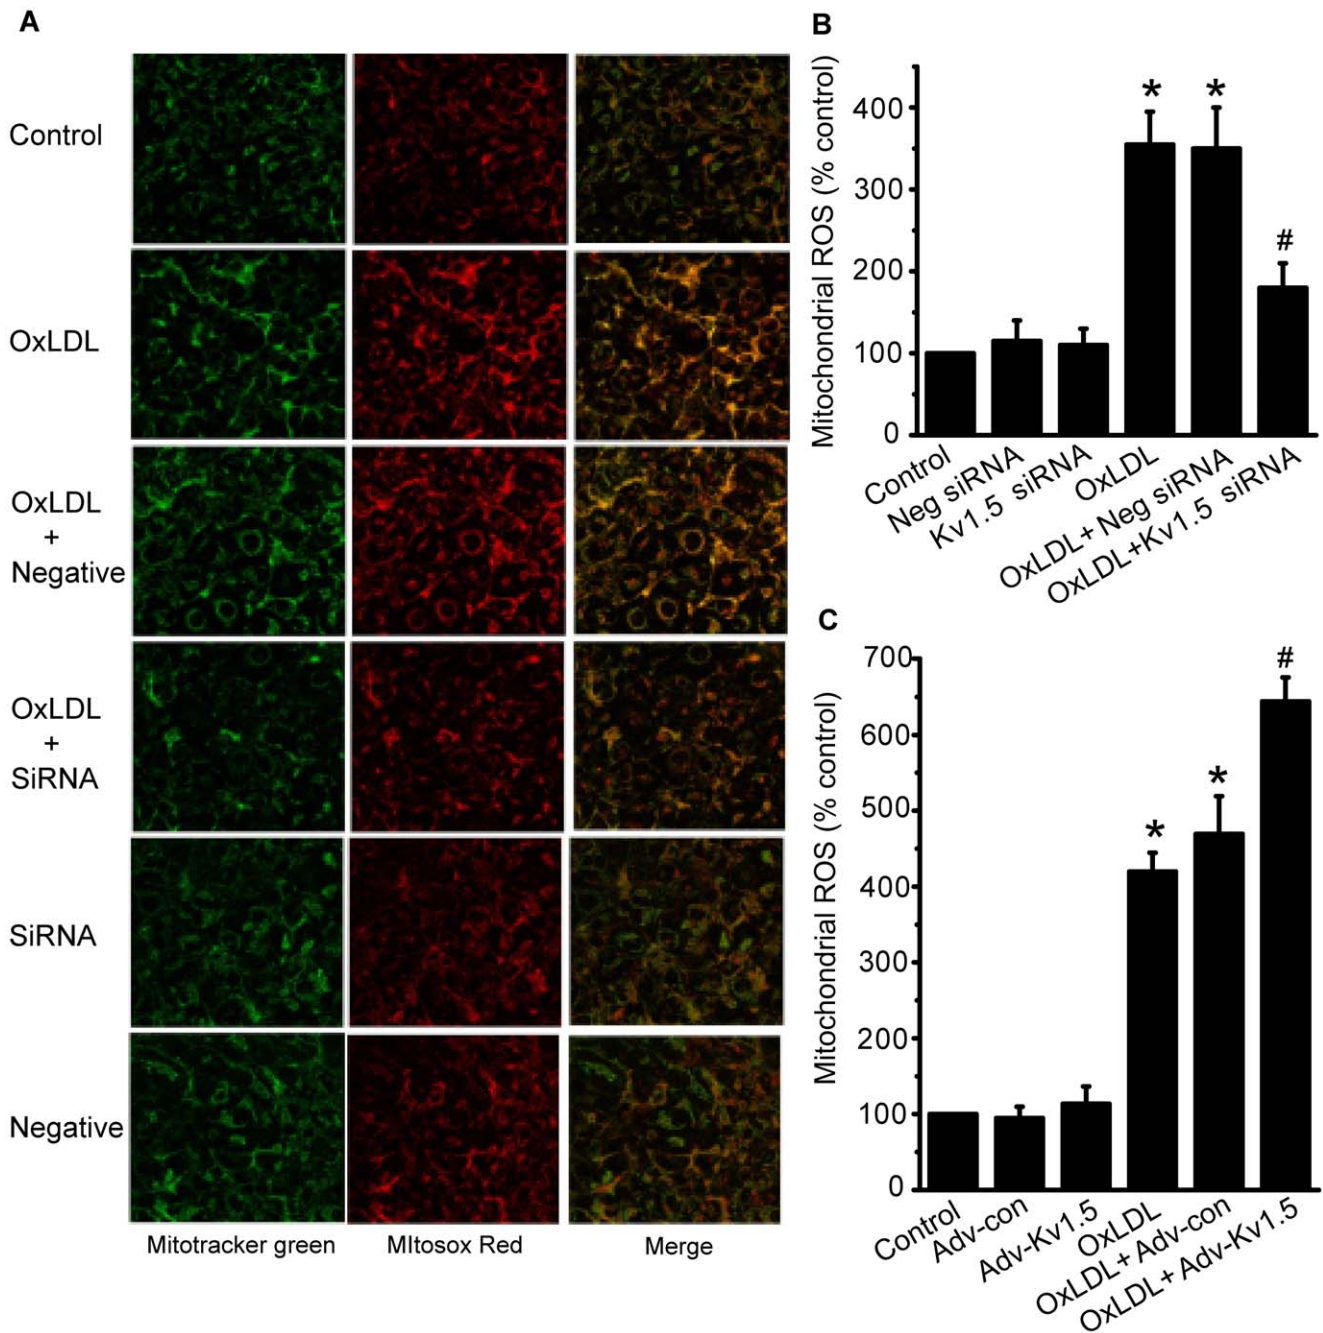 A
Control
OxLDL
OxLDL
+
Negative
OxLDL
+
SiRNA
SiRNA
Negative
Mitotracker green
MItosox Red
Merge
B
Mitochondrial ROS (% control)
400
300
200
100
0
*
*
#
Control
Neg siRNA
Kv1.5 siRNA
OxLDL
OxLDL+ Neg siRNA
OxLDL+Kv1.5 siRNA
C
Mitochondrial ROS (% control)
700
600
500
400
300
200
100
0
*
*
#
Control
Adv-con
Adv-Kv1.5
OxLDL
OxLDL+ Adv-con
OxLDL+ Adv-Kv1.5